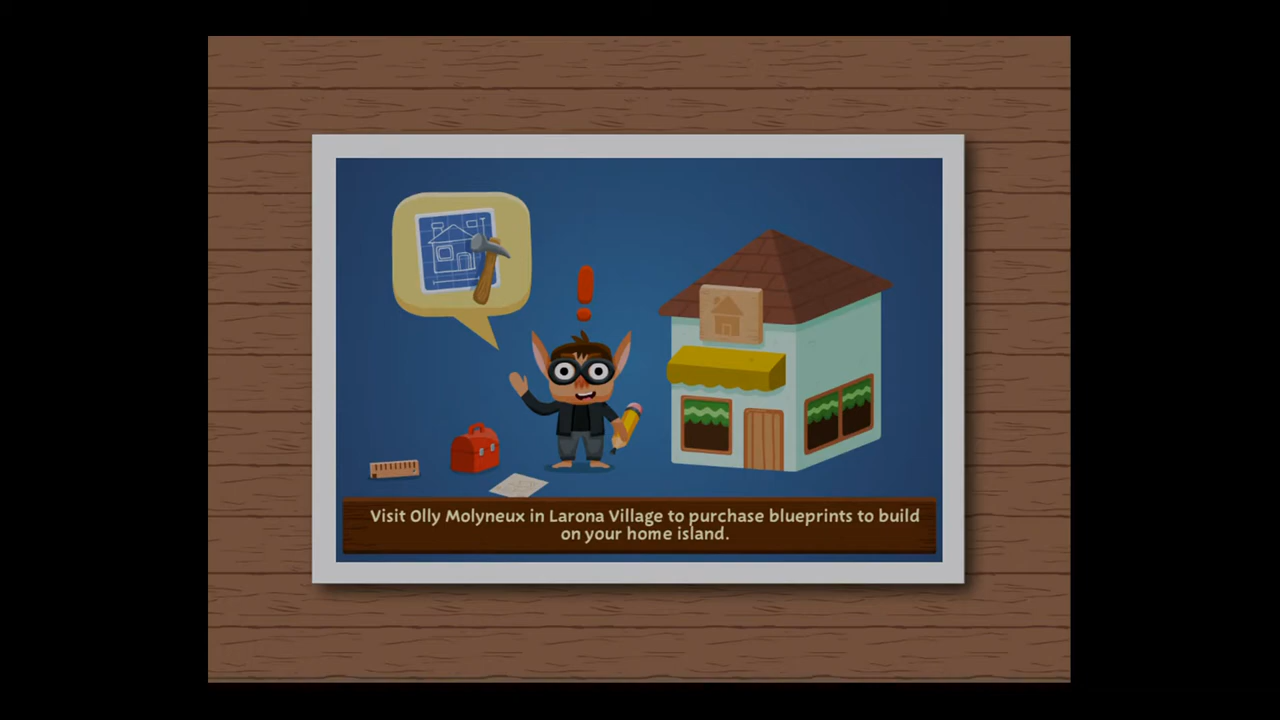 Visit Olly Molyneux in Larona Village to purchase blueprints to build
on your home island.